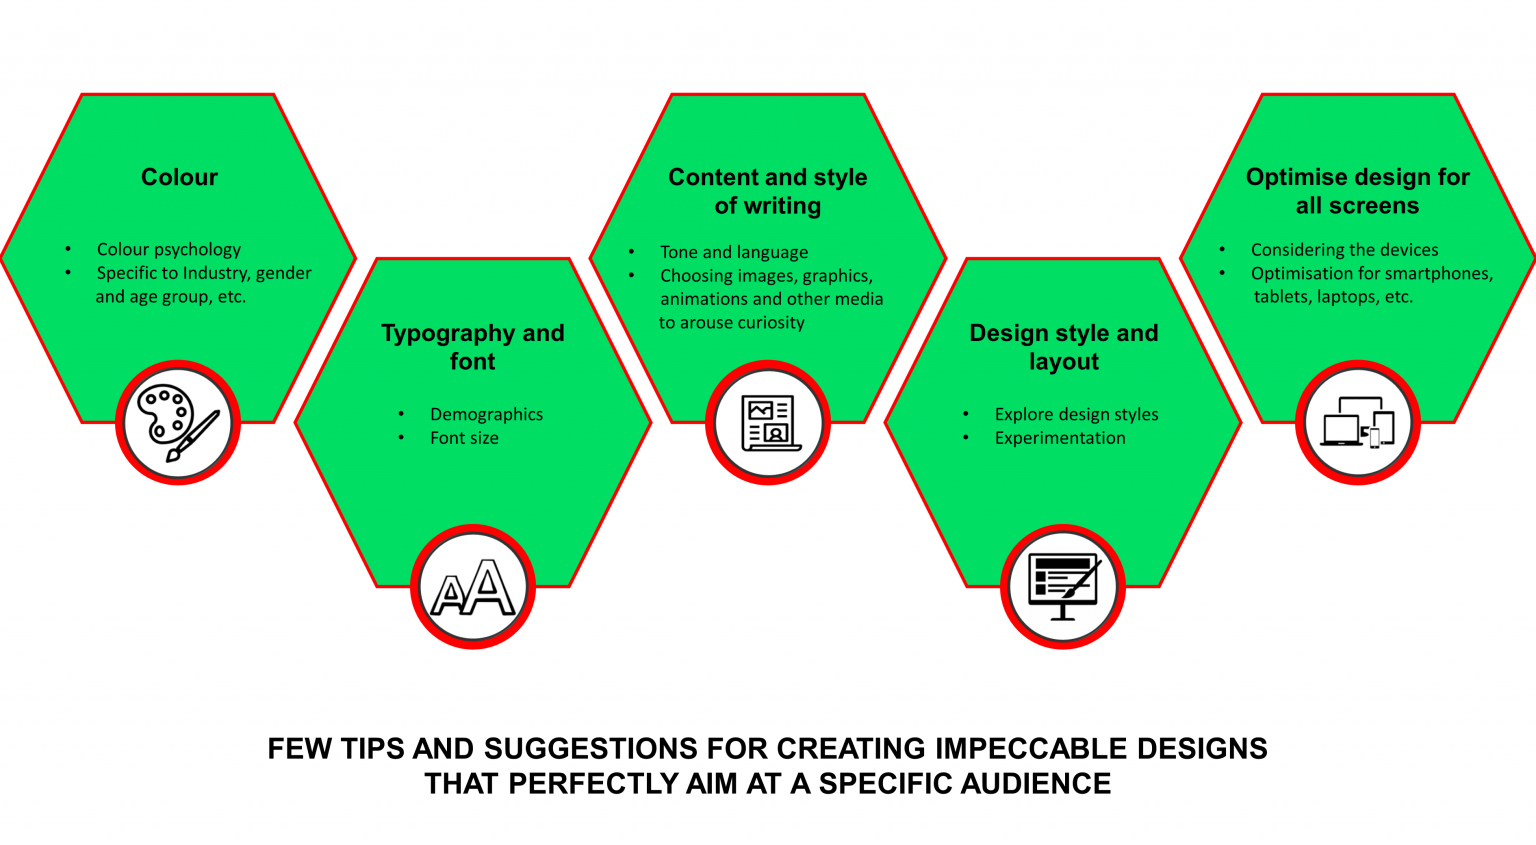 Colour
• Colour psychology
• Specific to Industry, gender
and age group, etc.
Typography and
font
• Demographics
• Font size
Content and style
of writing
• Tone and language
• Choosing images, graphics,
animations and other media
to arouse curiosity
Design style and
layout
• Explore design styles
• Experimentation
Optimise design for
all screens
• Considering the devices
• Optimisation for smartphones,
tablets, laptops, etc.
AA
FEW TIPS AND SUGGESTIONS FOR CREATING IMPECCABLE DESIGNS
THAT PERFECTLY AIM AT A SPECIFIC AUDIENCE